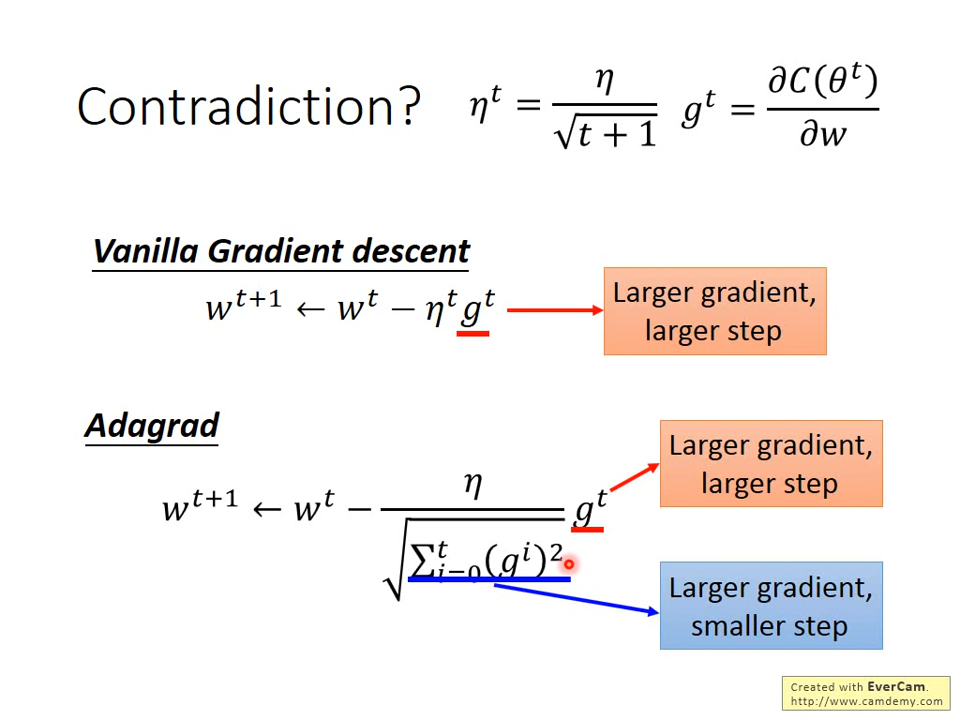 Contradiction? η^t = η / √(t + 1) g^t = ∂C(θ^t) / ∂w
Vanilla Gradient descent
w^{t+1} ← w^t − η^t g^t
Larger gradient,
larger step
Adagrad
w^{t+1} ← w^t − η / √(∑_{i=0}^{t} (g^i)^2) g^t
Larger gradient,
larger step
Larger gradient,
smaller step
Created with EverCam.
http://www.camdemy.com